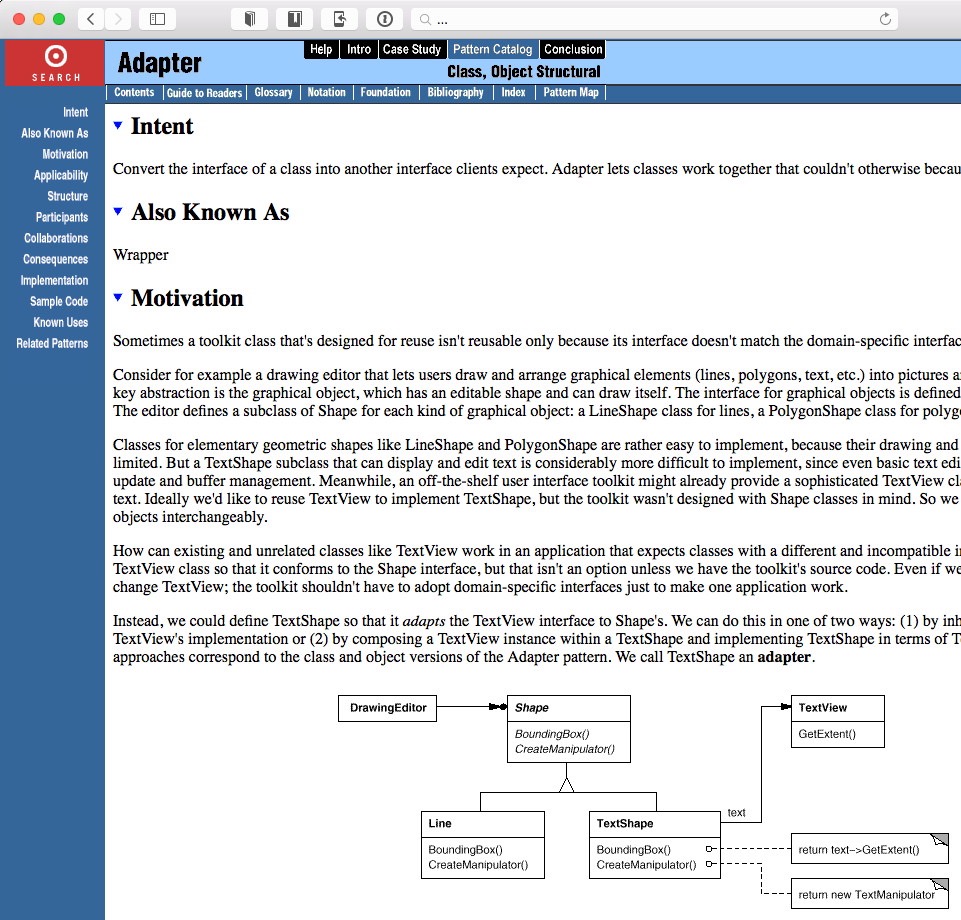 ...
SEARCH
Adapter
Help Intro Case Study Pattern Catalog Conclusion
Class, Object Structural
Contents Guide to Readers Glossary Notation Foundation Bibliography Index Pattern Map
Intent
Also Known As
Motivation
Applicability
Structure
Participants
Collaborations
Consequences
Implementation
Sample Code
Known Uses
Related Patterns
Intent
Convert the interface of a class into another interface clients expect. Adapter lets classes work together that couldn't otherwise becau
Also Known As
Wrapper
Motivation
Sometimes a toolkit class that's designed for reuse isn't reusable only because its interface doesn't match the domain-specific interfac
Consider for example a drawing editor that lets users draw and arrange graphical elements (lines, polygons, text, etc.) into pictures a
key abstraction is the graphical object, which has an editable shape and can draw itself. The interface for graphical objects is defined
The editor defines a subclass of Shape for each kind of graphical object: a LineShape class for lines, a PolygonShape class for polyg
Classes for elementary geometric shapes like LineShape and PolygonShape are rather easy to implement, because their drawing and
limited. But a TextShape subclass that can display and edit text is considerably more difficult to implement, since even basic text edi
update and buffer management. Meanwhile, an off-the-shelf user interface toolkit might already provide a sophisticated TextView cl
text. Ideally we'd like to reuse TextView to implement TextShape, but the toolkit wasn't designed with Shape classes in mind. So we
objects interchangeably.
How can existing and unrelated classes like TextView work in an application that expects classes with a different and incompatible i
TextView class so that it conforms to the Shape interface, but that isn't an option unless we have the toolkit's source code. Even if we
change TextView; the toolkit shouldn't have to adopt domain-specific interfaces just to make one application work.
Instead, we could define TextShape so that it adapts the TextView interface to Shape's. We can do this in one of two ways: (1) by inh
TextView's implementation or (2) by composing a TextView instance within a TextShape and implementing TextShape in terms of T
approaches correspond to the class and object versions of the Adapter pattern. We call TextShape an adapter.
DrawingEditor
Shape
BoundingBox()
CreateManipulator()
TextView
GetExtent()
Line
BoundingBox()
CreateManipulator()
TextShape
BoundingBox()
CreateManipulator()
text
return text->GetExtent()
return new TextManipulator